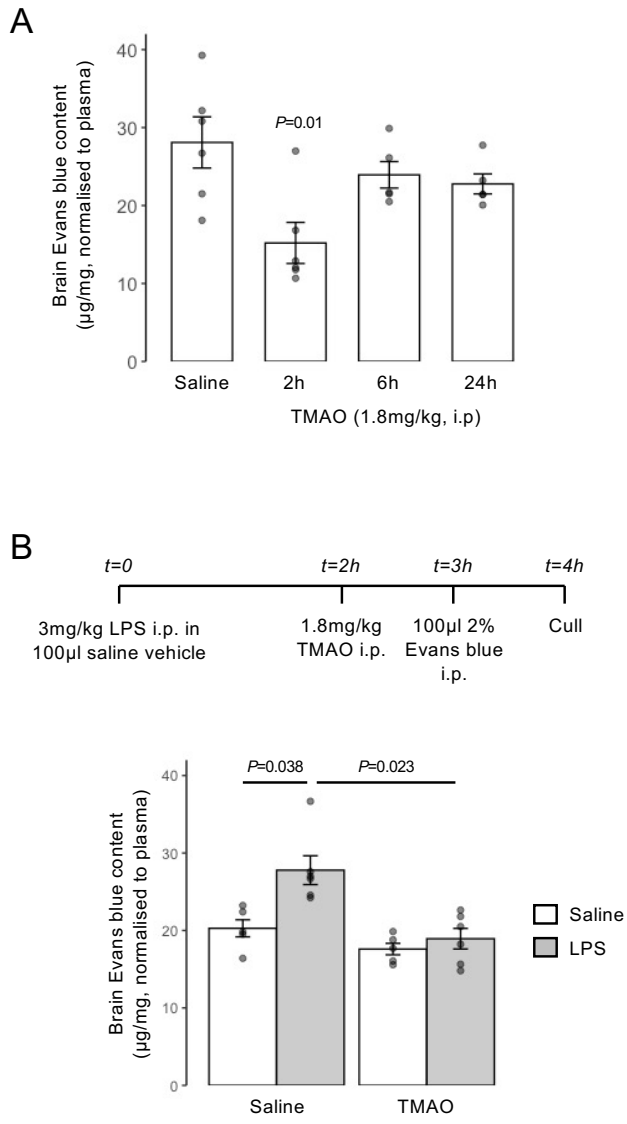 A
Brain Evans blue content
(µg/mg, normalised to plasma)
40
30
20
10
0
P=0.01
Saline
2h
6h
24h
TMAO (1.8mg/kg, i.p)
B
t=0
t=2h
t=3h
t=4h
3mg/kg LPS i.p. in
100µl saline vehicle
1.8mg/kg
TMAO i.p.
100µl 2%
Evans blue
i.p.
Cull
Brain Evans blue content
(µg/mg, normalised to plasma)
40
30
20
10
0
P=0.038
P=0.023
Saline
TMAO
Saline
LPS